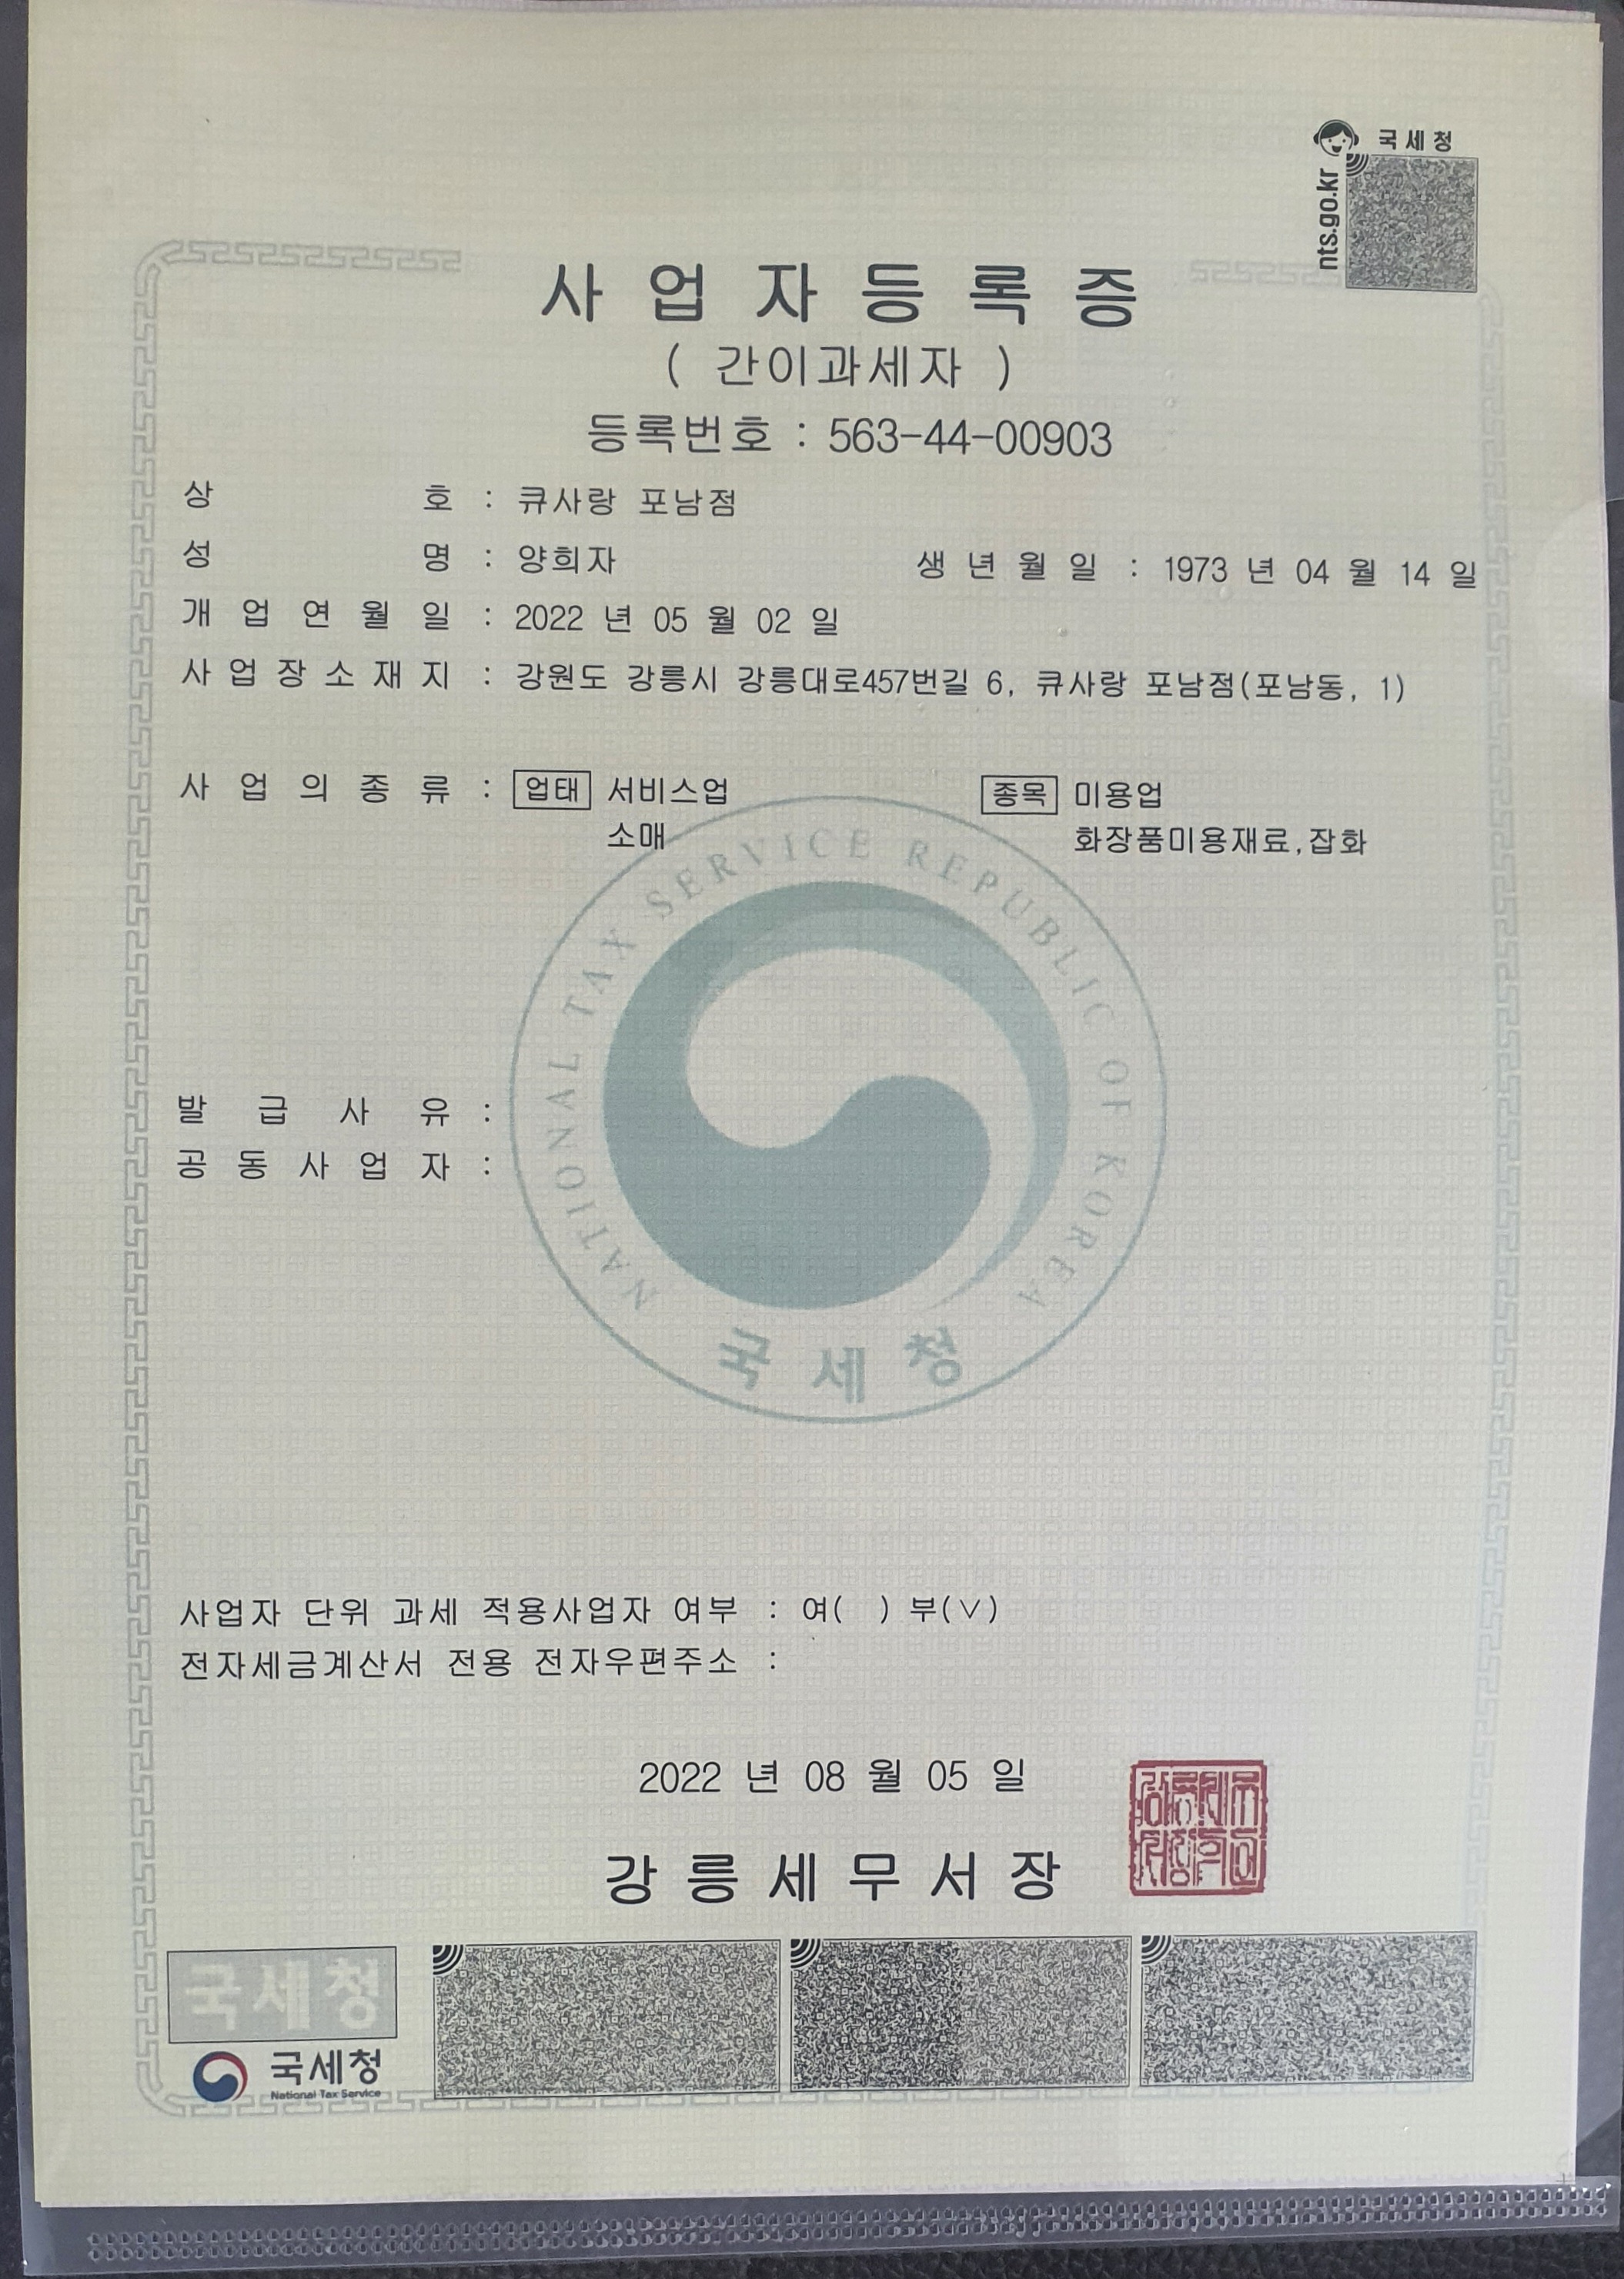 국세청
nts.go.kr
사업자등록증
( 간이과세자 )
등록번호 : 563-44-00903
상호 : 큐사랑 포남점
성명 : 양희자 생년월일 : 1973 년 04 월 14 일
개업연월일 : 2022 년 05 월 02 일
사업장소재지 : 강원도 강릉시 강릉대로457번길 6, 큐사랑 포남점(포남동, 1)
사업의종류 : 업태 서비스업 종목 미용업
소매 화장품미용재료,잡화
NATIONAL TAX SERVICE REPUBLIC OF KOREA
발급사유 :
공동사업자 :
국세청
사업자 단위 과세 적용사업자 여부 : 여( ) 부(∨)
전자세금계산서 전용 전자우편주소 :
2022 년 08 월 05 일
강릉세무서장
국세청
국세청
National Tax Service